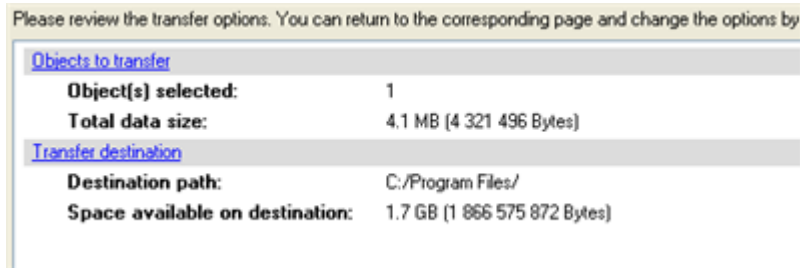 Please review the transfer options. You can return to the corresponding page and change the options by
Objects to transfer
Object(s) selected: 1
Total data size: 4.1 MB (4 321 496 Bytes)
Transfer destination
Destination path: C:/Program Files/
Space available on destination: 1.7 GB (1 866 575 872 Bytes)